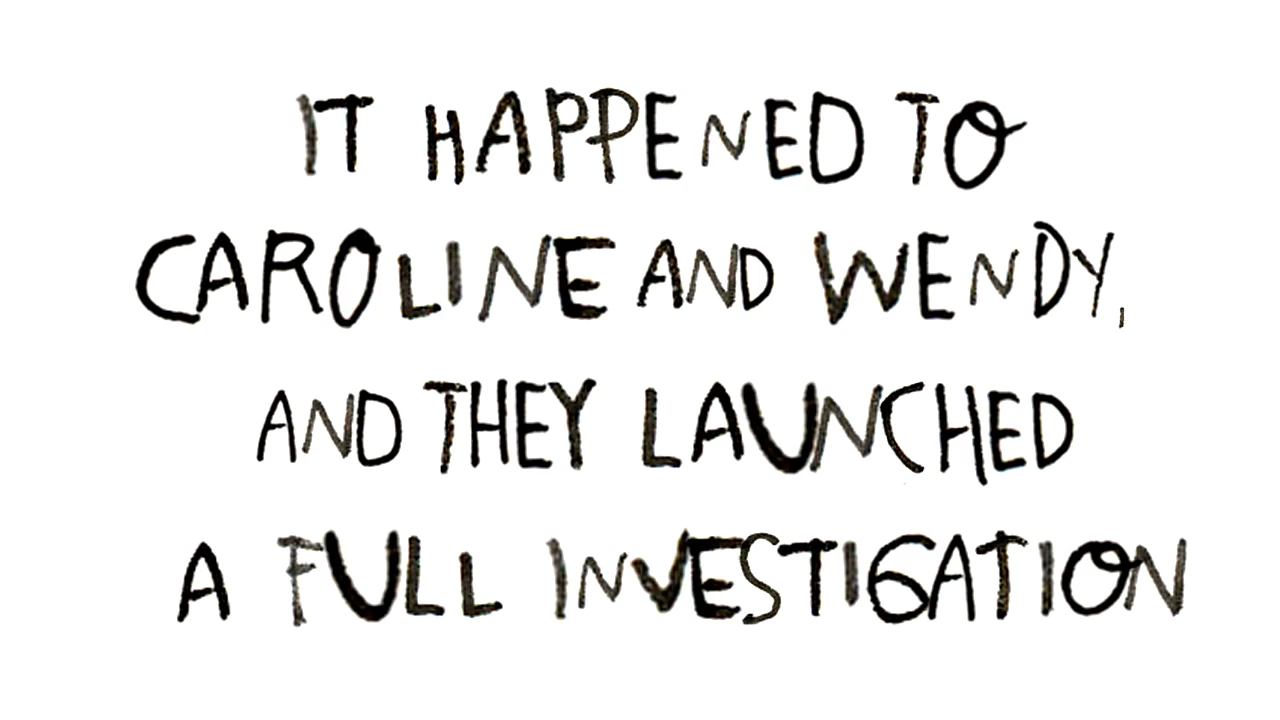 IT HAPPENED TO
CAROLINE AND WENDY,
AND THEY LAUNCHED
A FULL INVESTIGATION